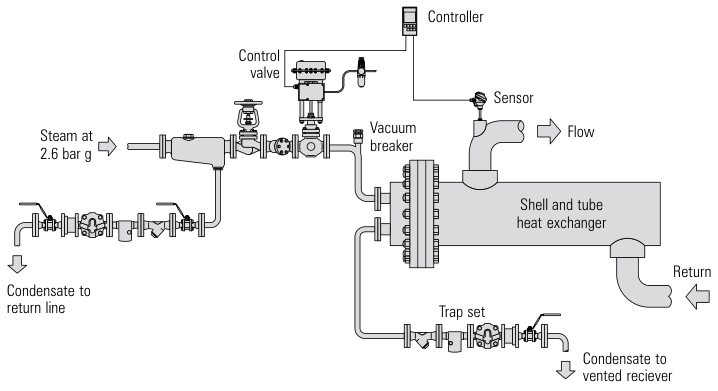 Controller
Control
valve
Sensor
Steam at
2.6 bar g
Vacuum
breaker
Flow
Shell and tube
heat exchanger
Return
Condensate to
return line
Trap set
Condensate to
vented reciever